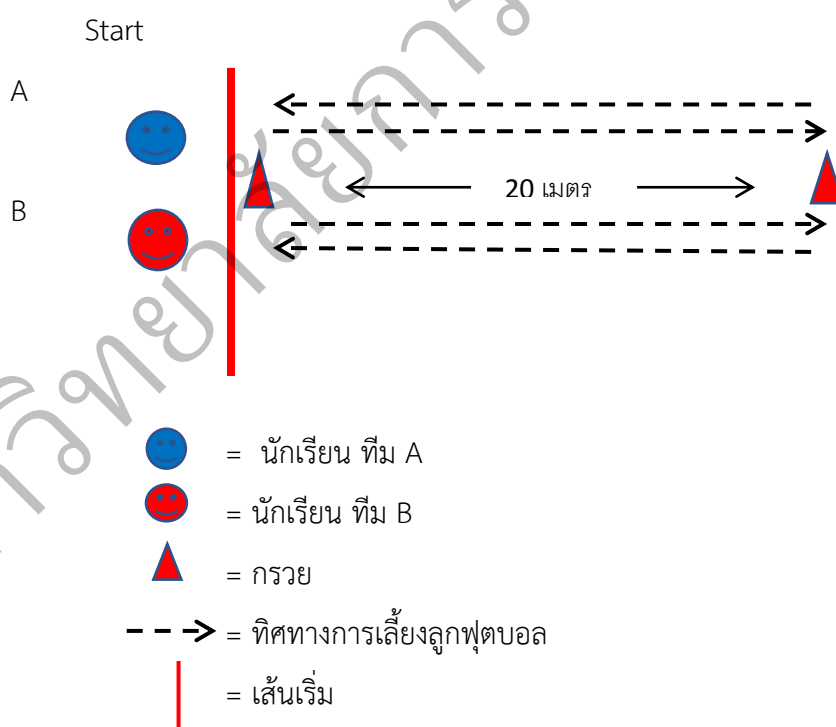 Start
A
B
20 เมตร
= นักเรียน ทีม A
= นักเรียน ทีม B
= กรวย
= ทิศทางการเลี้ยงลูกฟุตบอล
= เส้นเริ่ม